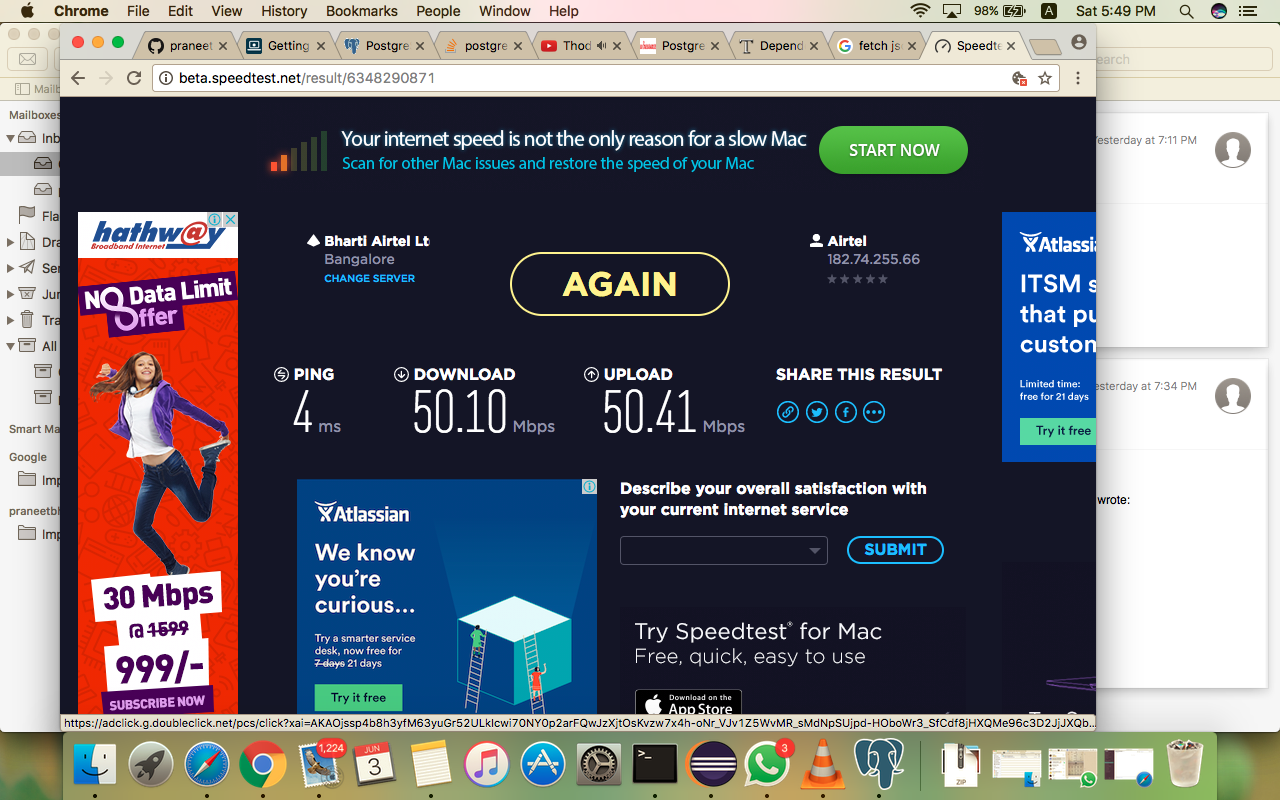 Chrome File Edit View History Bookmarks People Window Help
98% A Sat 5:49 PM
praneet
Getting
Postgre
postgre
Thod
Postgre
Depend
fetch js
Speedte
beta.speedtest.net/result/6348290871
earch
Mailb
Mailboxes
Inb
Fla
Dra
Ser
Jun
Tra
All
Smart Ma
Google
Imp
praneetb
Imp
Yesterday at 7:11 PM
Yesterday at 7:34 PM
wrote:
Your internet speed is not the only reason for a slow Mac
Scan for other Mac issues and restore the speed of your Mac
START NOW
hathw@y
Broadband Internet
NO Data Limit
Offer
30 Mbps
@ 1599
999/-
SUBSCRIBE NOW
Bharti Airtel Lt
Bangalore
CHANGE SERVER
AGAIN
Airtel
182.74.255.66
PING
4 ms
DOWNLOAD
50.10 Mbps
UPLOAD
50.41 Mbps
SHARE THIS RESULT
Atlassian
We know
you're
curious...
Try a smarter service
desk, now free for
7 days 21 days
Try it free
Describe your overall satisfaction with
your current internet service
SUBMIT
Try Speedtest® for Mac
Free, quick, easy to use
Download on the
App Store
Atlassi
ITSM s
that pu
custom
Limited time:
free for 21 days
Try it free
https://adclick.g.doubleclick.net/pcs/click?xai=AKAOjssp4b8h3yfM63yuGr52ULkIcwi70NY0p2arFQwJzXjtOsKvzw7x4h-oNr_VJv1Z5WvMR_sMdNpSUjpd-HOboWr3_SfCdf8jHXQMe96c3D2JjJXQb...
1,224
JUN
3
3
ZIP